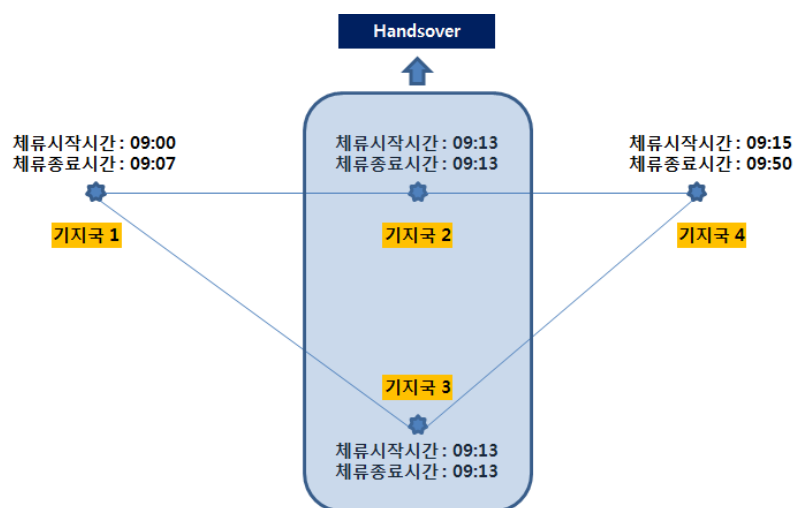 Handsover
체류시작시간 : 09:00
체류종료시간 : 09:07
체류시작시간 : 09:13
체류종료시간 : 09:13
체류시작시간 : 09:15
체류종료시간 : 09:50
기지국 1
기지국 2
기지국 4
기지국 3
체류시작시간 : 09:13
체류종료시간 : 09:13